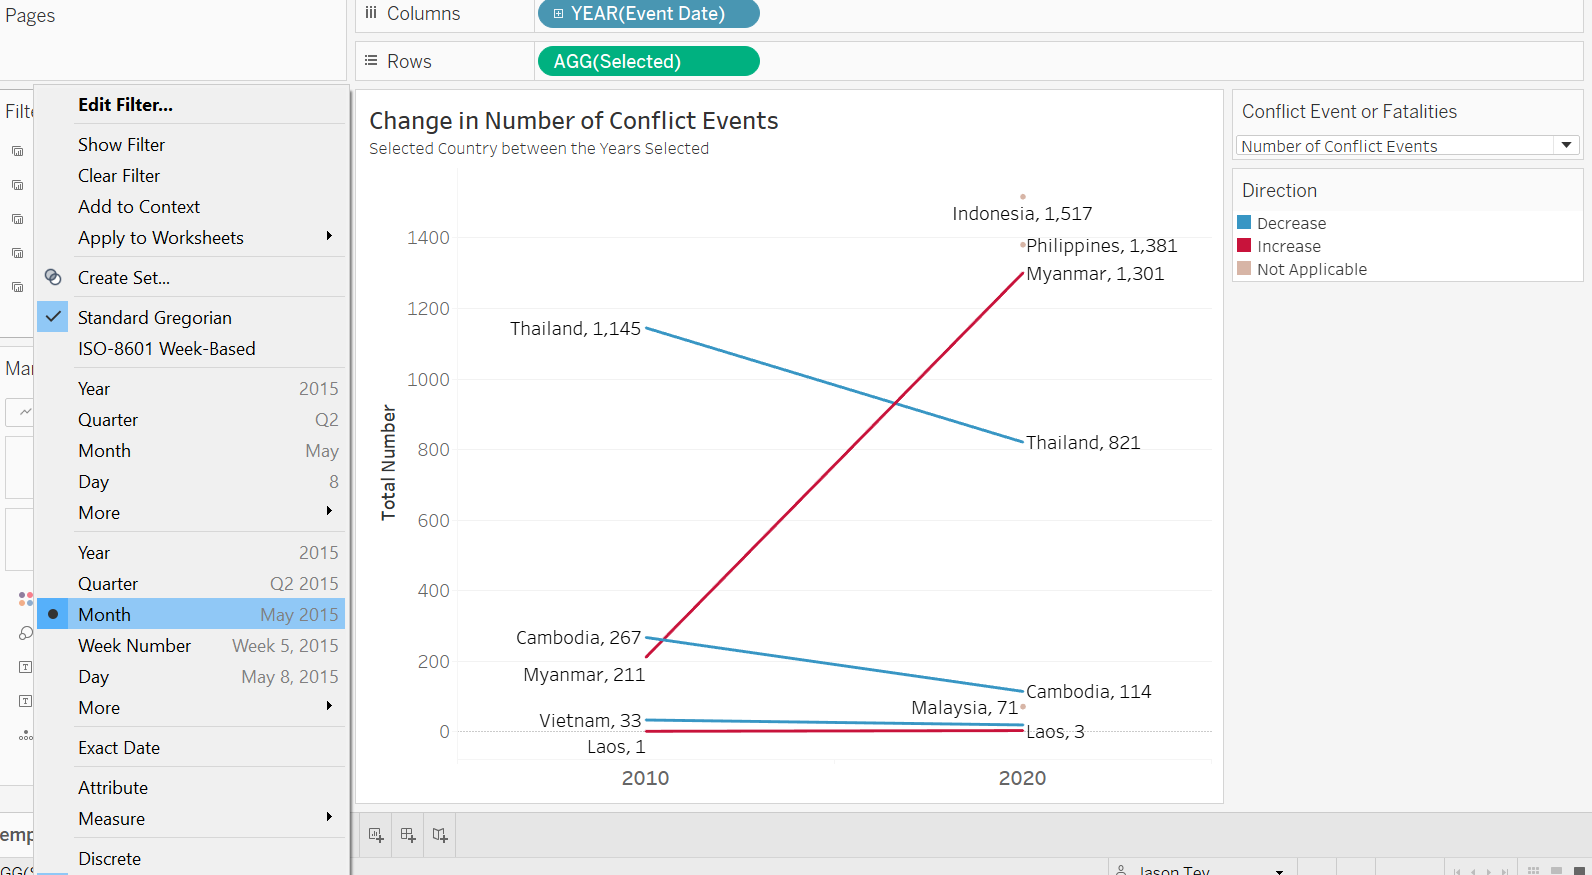 Pages
Columns
YEAR(Event Date)
Rows
AGG(Selected)
Filte
Edit Filter...
Show Filter
Clear Filter
Add to Context
Apply to Worksheets
Create Set...
Standard Gregorian
ISO-8601 Week-Based
Mar
Year 2015
Quarter Q2
Month May
Day 8
More
Year 2015
Quarter Q2 2015
Month May 2015
Week Number Week 5, 2015
Day May 8, 2015
More
Exact Date
Attribute
Measure
Discrete
emp
Change in Number of Conflict Events
Selected Country between the Years Selected
Total Number
1400
1200
1000
800
600
400
200
0
Indonesia, 1,517
Philippines, 1,381
Myanmar, 1,301
Thailand, 1,145
Thailand, 821
Cambodia, 267
Myanmar, 211
Cambodia, 114
Malaysia, 71
Vietnam, 33
Laos, 3
Laos, 1
2010 2020
Conflict Event or Fatalities
Number of Conflict Events
Direction
Decrease
Increase
Not Applicable
Jason Tey